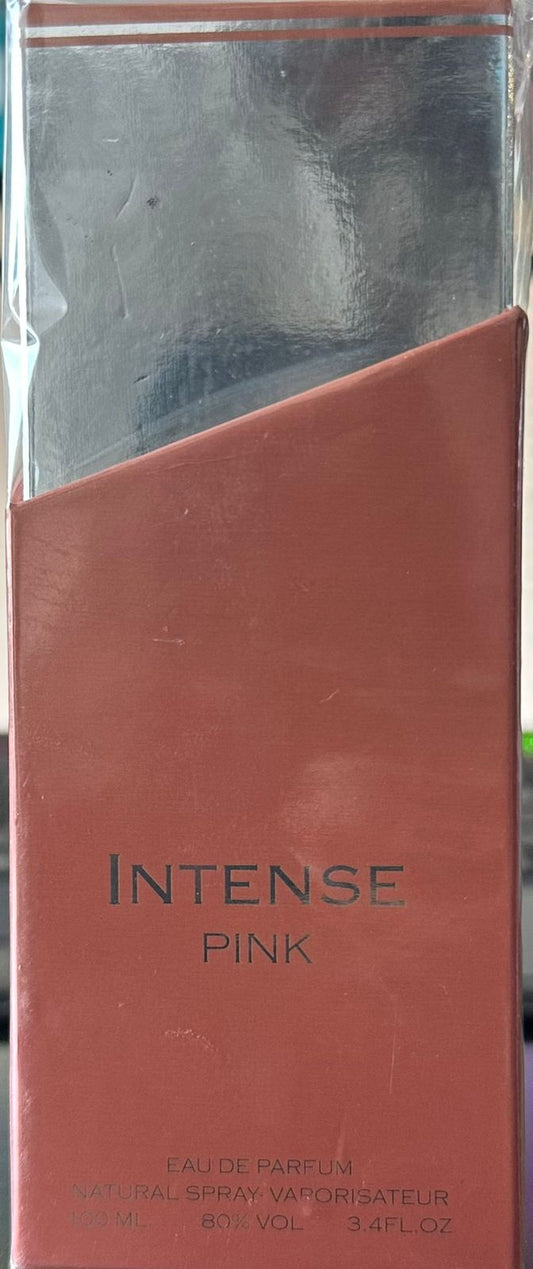 INTENSE
PINK
EAU DE PARFUM
NATURAL SPRAY- VAPORISATEUR
100 ML 80% VOL 3.4FL.OZ